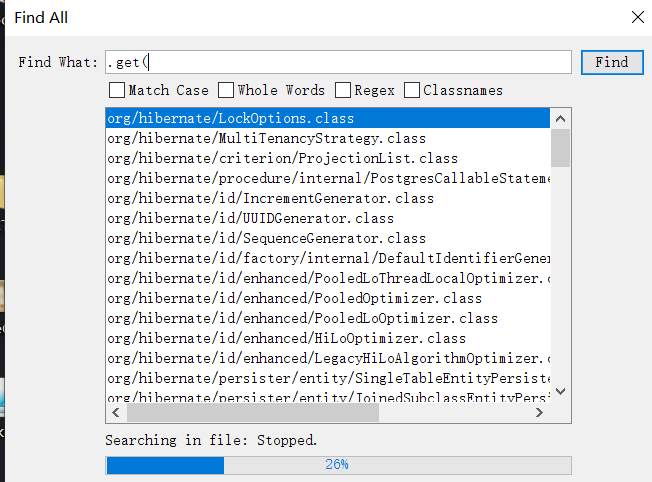 Find All
Find What: .get(
Find
Match Case Whole Words Regex Classnames
org/hibernate/LockOptions.class
org/hibernate/MultiTenancyStrategy.class
org/hibernate/criterion/ProjectionList.class
org/hibernate/procedure/internal/PostgresCallableStateme
org/hibernate/id/IncrementGenerator.class
org/hibernate/id/UUIDGenerator.class
org/hibernate/id/SequenceGenerator.class
org/hibernate/id/factory/internal/DefaultIdentifierGener
org/hibernate/id/enhanced/PooledLoThreadLocalOptimizer.c
org/hibernate/id/enhanced/PooledOptimizer.class
org/hibernate/id/enhanced/PooledLoOptimizer.class
org/hibernate/id/enhanced/HiLoOptimizer.class
org/hibernate/id/enhanced/LegacyHiLoAlgorithmOptimizer.c
org/hibernate/persister/entity/SingleTableEntityPersiste
org/hibernate/persister/entity/JoinedSubclassEntityPersi
Searching in file: Stopped.
26%